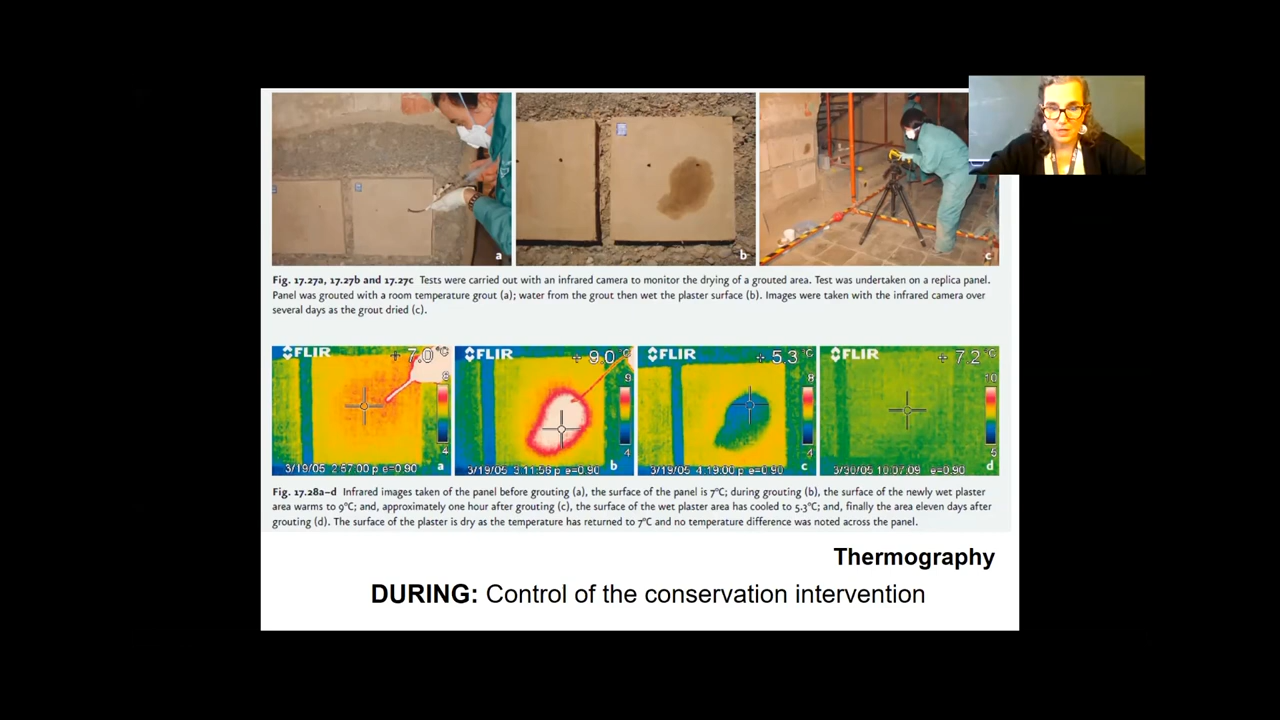 a
b
c
Fig. 17.27a, 17.27b and 17.27c Tests were carried out with an infrared camera to monitor the drying of a grouted area. Test was undertaken on a replica panel.
Panel was grouted with a room temperature grout (a); water from the grout then wet the plaster surface (b). Images were taken with the infrared camera over
several days as the grout dried (c).
FLIR 7.0 °C
8
4
3/19/05 2:57:00 p e=0.90 a
FLIR 9.0 °C
9
4
3/19/05 3:11:56 p e=0.90 b
FLIR 5.3 °C
8
4
3/19/05 4:19:00 p e=0.90 c
FLIR 7.2 °C
10
5
3/30/05 10:07:09 e=0.90 d
Fig. 17.28a–d Infrared images taken of the panel before grouting (a), the surface of the panel is 7°C; during grouting (b), the surface of the newly wet plaster
area warms to 9°C; and, approximately one hour after grouting (c), the surface of the wet plaster area has cooled to 5.3°C; and, finally the area eleven days after
grouting (d). The surface of the plaster is dry as the temperature has returned to 7°C and no temperature difference was noted across the panel.
Thermography
DURING: Control of the conservation intervention